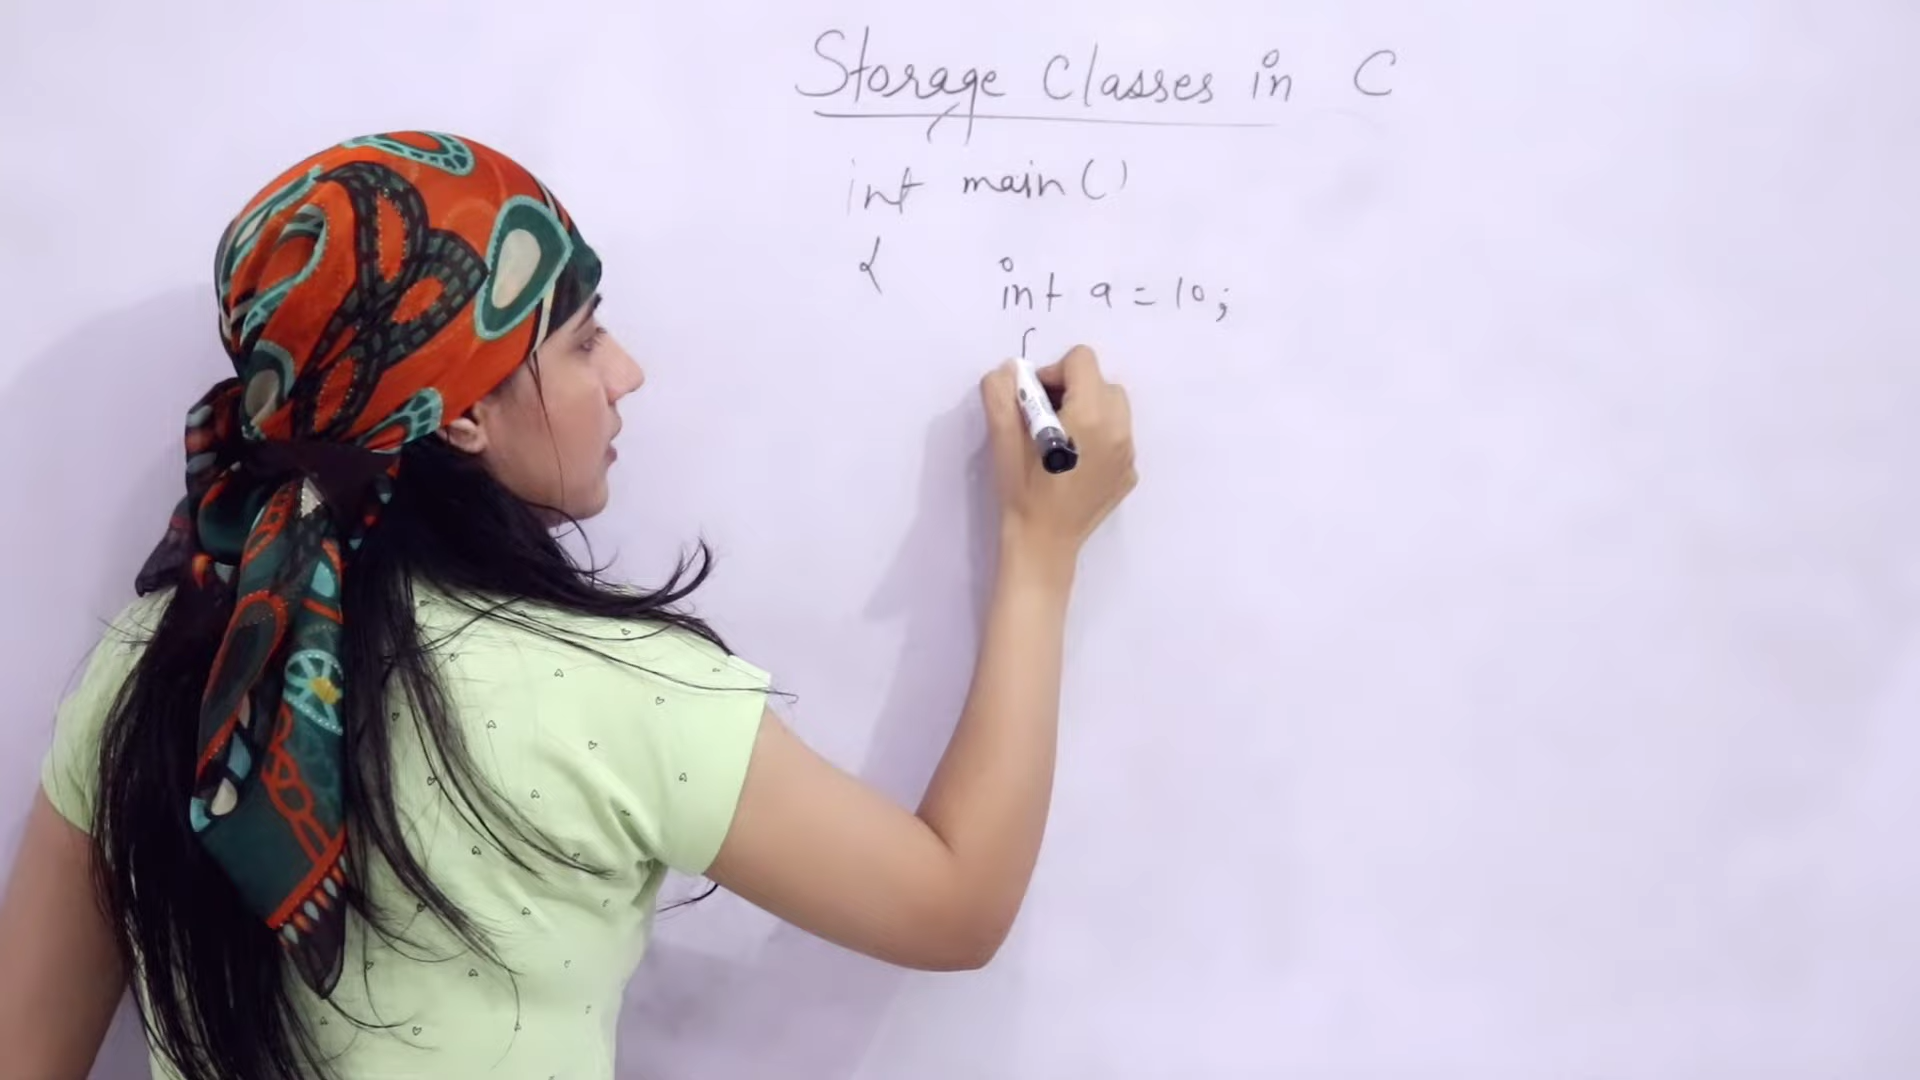 Storage Classes in C
int main()
{
int a = 10;